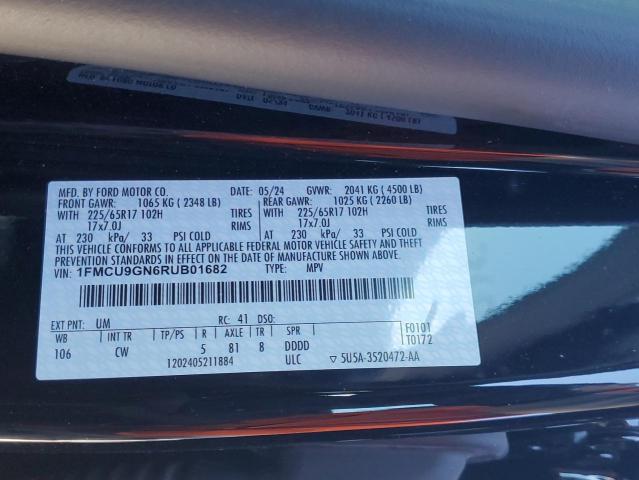 MFD. BY FORD MOTOR CO. DATE: 05/24 GVWR: 2041 KG ( 4500 LB)
FRONT GAWR: 1065 KG ( 2348 LB) REAR GAWR: 1025 KG ( 2260 LB)
WITH 225/65R17 102H TIRES WITH 225/65R17 102H TIRES
17x7.0J RIMS 17x7.0J RIMS
AT 230 kPa/ 33 PSI COLD AT 230 kPa/ 33 PSI COLD
THIS VEHICLE CONFORMS TO ALL APPLICABLE FEDERAL MOTOR VEHICLE SAFETY AND THEFT
PREVENTION STANDARDS IN EFFECT ON THE DATE OF MANUFACTURE SHOWN ABOVE.
VIN: 1FMCU9GN6RUB01682 TYPE: MPV
EXT PNT: UM RC: 41 DSO: F0101
WB INT TR TP/PS R AXLE TR SPR T0172
106 CW 5 81 8 DDDD
1202405211884 ULC ▽ 5U5A-3520472-AA